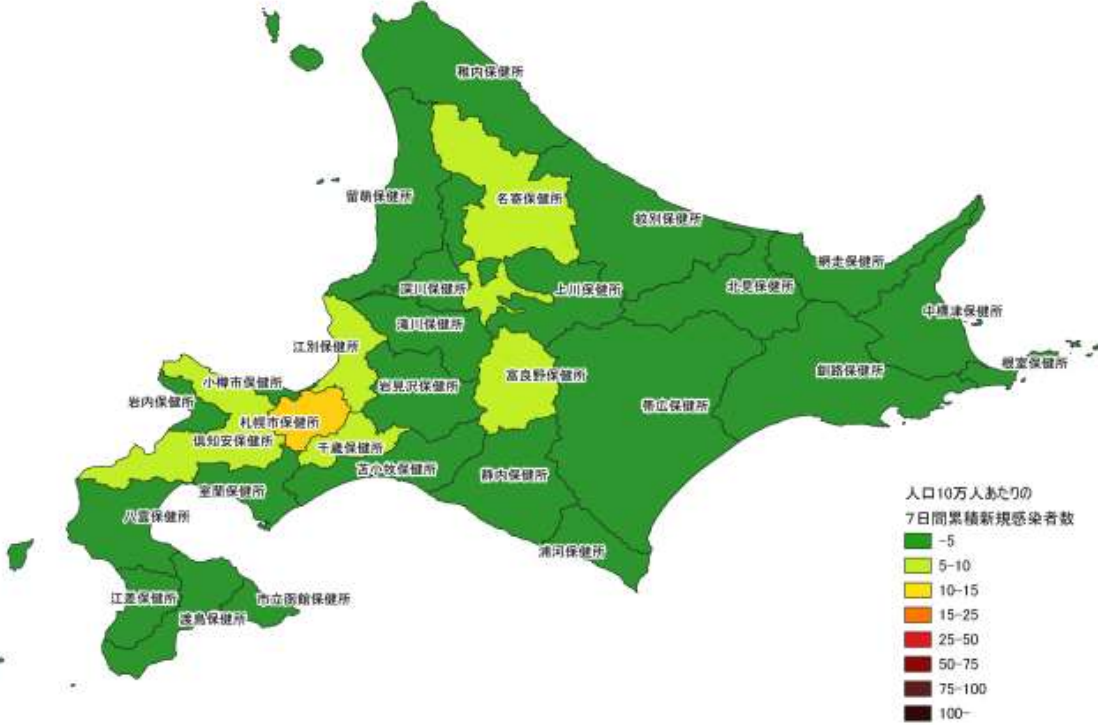 稚内保健所
留萌保健所
名寄保健所
紋別保健所
網走保健所
深川保健所
上川保健所
北見保健所
中標津保健所
滝川保健所
江別保健所
根室保健所
小樽市保健所
岩見沢保健所
富良野保健所
釧路保健所
岩内保健所
帯広保健所
札幌市保健所
倶知安保健所
千歳保健所
苫小牧保健所
静内保健所
室蘭保健所
八雲保健所
浦河保健所
江差保健所
市立函館保健所
渡島保健所
人口10万人あたりの
7日間累積新規感染者数
-5
5-10
10-15
15-25
25-50
50-75
75-100
100-